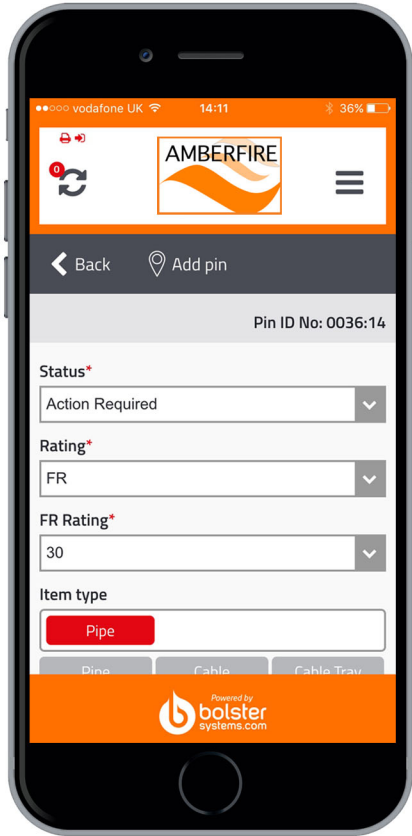 vodafone UK 14:11 36%
0
AMBERFIRE
Back Add pin
Pin ID No: 0036:14
Status*
Action Required
Rating*
FR
FR Rating*
30
Item type
Pipe
Pipe Cable Cable Tray
Powered by
bolster
systems.com